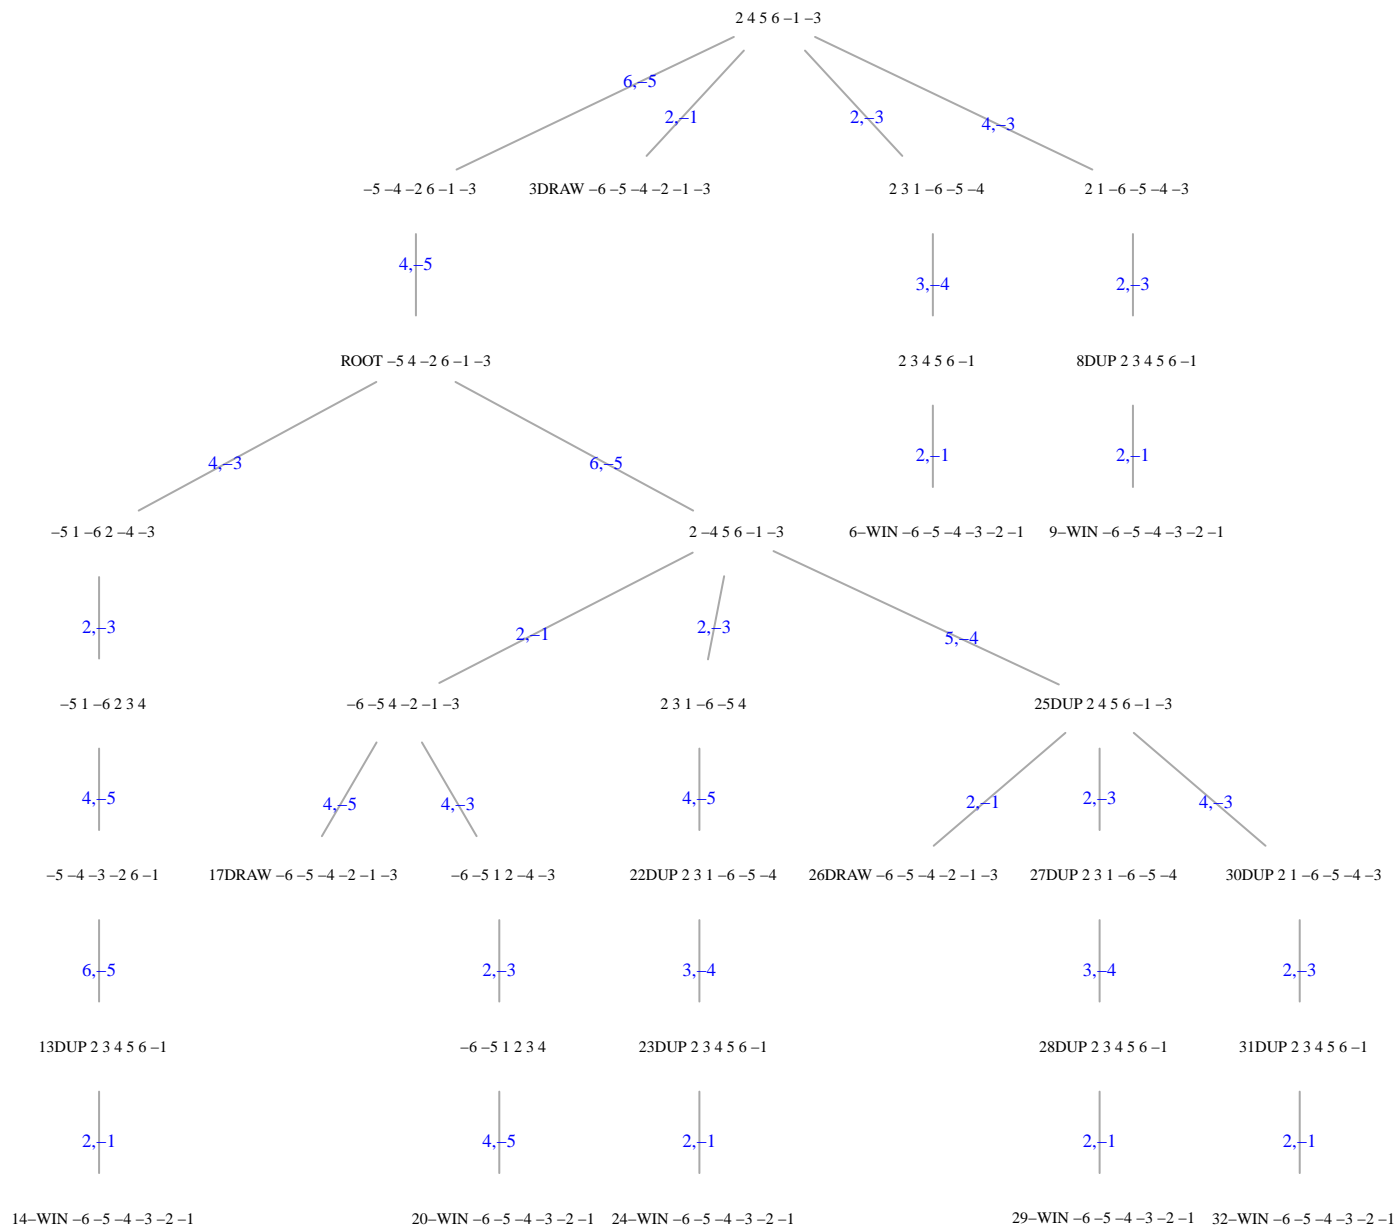 2 4 5 6 –1 –3
6,–5
2,–1
2,–3
4,–3
–5 –4 –2 6 –1 –3
3DRAW –6 –5 –4 –2 –1 –3
2 3 1 –6 –5 –4
2 1 –6 –5 –4 –3
4,–5
3,–4
2,–3
ROOT –5 4 –2 6 –1 –3
2 3 4 5 6 –1
8DUP 2 3 4 5 6 –1
4,–3
6,–5
2,–1
2,–1
–5 1 –6 2 –4 –3
2 –4 5 6 –1 –3
6–WIN –6 –5 –4 –3 –2 –1
9–WIN –6 –5 –4 –3 –2 –1
2,–3
2,–1
2,–3
5,–4
–5 1 –6 2 3 4
–6 –5 4 –2 –1 –3
2 3 1 –6 –5 4
25DUP 2 4 5 6 –1 –3
4,–5
4,–5
4,–3
4,–5
2,–1
2,–3
4,–3
–5 –4 –3 –2 6 –1
17DRAW –6 –5 –4 –2 –1 –3
–6 –5 1 2 –4 –3
22DUP 2 3 1 –6 –5 –4
26DRAW –6 –5 –4 –2 –1 –3
27DUP 2 3 1 –6 –5 –4
30DUP 2 1 –6 –5 –4 –3
6,–5
2,–3
3,–4
3,–4
2,–3
13DUP 2 3 4 5 6 –1
–6 –5 1 2 3 4
23DUP 2 3 4 5 6 –1
28DUP 2 3 4 5 6 –1
31DUP 2 3 4 5 6 –1
2,–1
4,–5
2,–1
2,–1
2,–1
14–WIN –6 –5 –4 –3 –2 –1
20–WIN –6 –5 –4 –3 –2 –1
24–WIN –6 –5 –4 –3 –2 –1
29–WIN –6 –5 –4 –3 –2 –1
32–WIN –6 –5 –4 –3 –2 –1